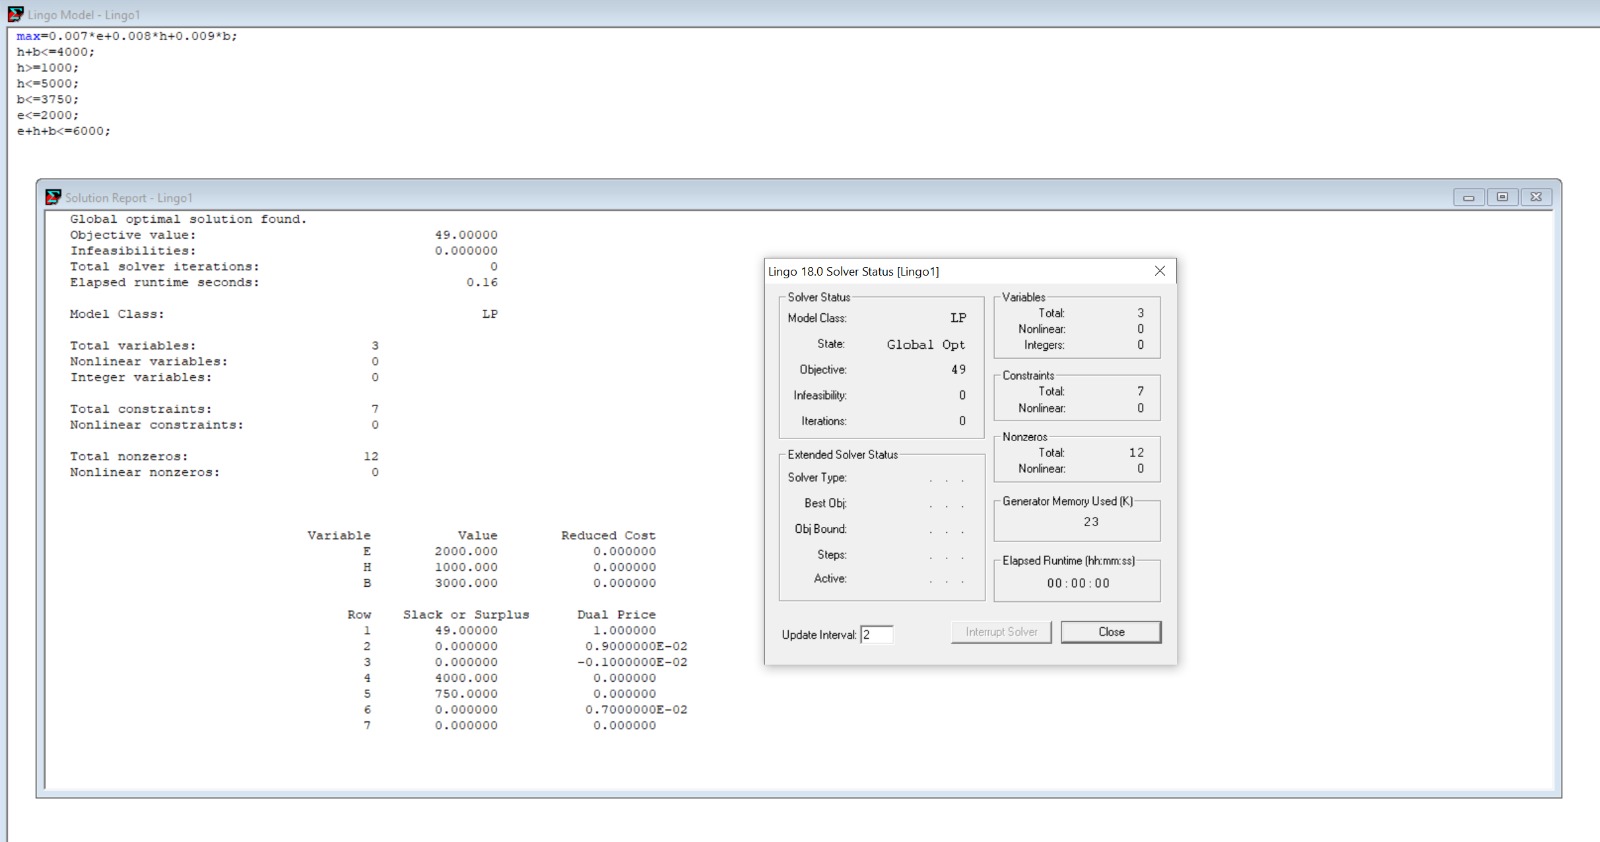 Lingo Model - Lingo1
max=0.007*e+0.008*h+0.009*b;
h+b<=4000;
h>=1000;
h<=5000;
b<=3750;
e<=2000;
e+h+b<=6000;
Solution Report - Lingo1
Global optimal solution found.
Objective value: 49.00000
Infeasibilities: 0.000000
Total solver iterations: 0
Elapsed runtime seconds: 0.16
Model Class: LP
Total variables: 3
Nonlinear variables: 0
Integer variables: 0
Total constraints: 7
Nonlinear constraints: 0
Total nonzeros: 12
Nonlinear nonzeros: 0
Variable Value Reduced Cost
E 2000.000 0.000000
H 1000.000 0.000000
B 3000.000 0.000000
Row Slack or Surplus Dual Price
1 49.00000 1.000000
2 0.000000 0.9000000E-02
3 0.000000 -0.1000000E-02
4 4000.000 0.000000
5 750.0000 0.000000
6 0.000000 0.7000000E-02
7 0.000000 0.000000
Lingo 18.0 Solver Status [Lingo1]
Solver Status
Model Class: LP
State: Global Opt
Objective: 49
Infeasibility: 0
Iterations: 0
Extended Solver Status
Solver Type: . . .
Best Obj: . . .
Obj Bound: . . .
Steps: . . .
Active: . . .
Update Interval: 2
Variables
Total: 3
Nonlinear: 0
Integers: 0
Constraints
Total: 7
Nonlinear: 0
Nonzeros
Total: 12
Nonlinear: 0
Generator Memory Used (K)
23
Elapsed Runtime (hh:mm:ss)
00:00:00
Interrupt Solver
Close